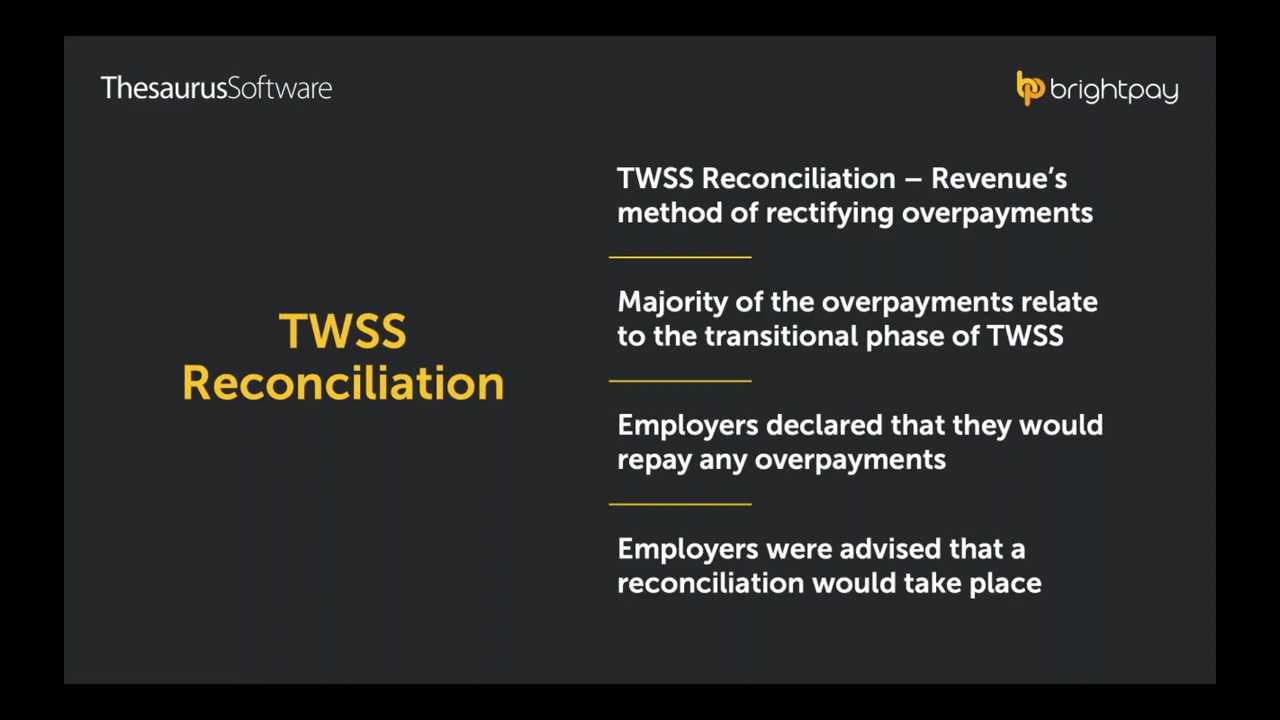 ThesaurusSoftware
brightpay
TWSS
Reconciliation
TWSS Reconciliation – Revenue’s
method of rectifying overpayments
Majority of the overpayments relate
to the transitional phase of TWSS
Employers declared that they would
repay any overpayments
Employers were advised that a
reconciliation would take place